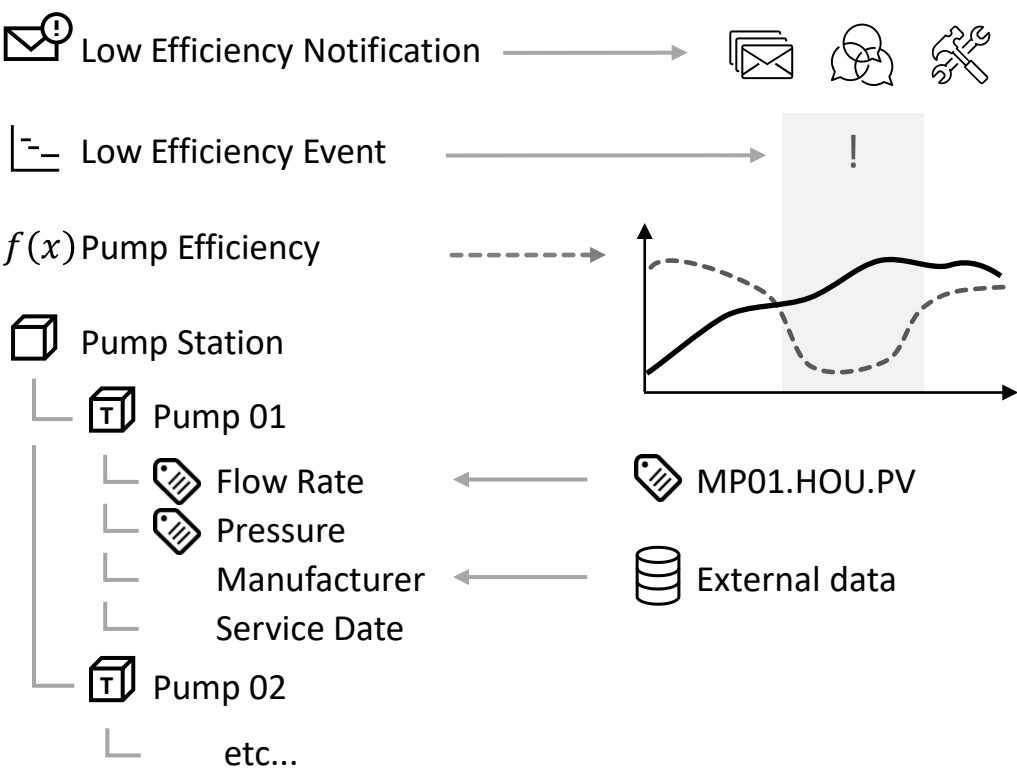 Low Efficiency Notification
Low Efficiency Event
!
f(x) Pump Efficiency
Pump Station
T Pump 01
Flow Rate
MP01.HOU.PV
Pressure
Manufacturer
External data
Service Date
T Pump 02
etc...